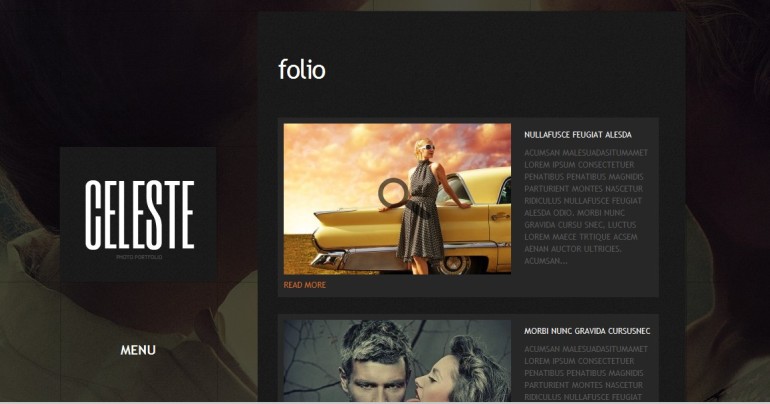 folio
CELESTE
PHOTO PORTFOLIO
MENU
NULLAFUSCE FEUGIAT ALESDA
ACUMSAN MALESUADASITUMAMET
LOREM IPSUM CONSECTETUER
PENATIBUS PENATIBUS MAGNIDIS
PARTURIENT MONTES NASCETUR
RIDICULUS NULLAFUSCE FEUGIAT
ALESDA ODIO. MORBI NUNC
GRAVIDA CURSU SNEC, LUCTUS
LOREM MAECE TRTIQUE ACSEM
AENAN AUCTOR ULTRICIES.
ACUMSAN...
READ MORE
MORBI NUNC GRAVIDA CURSUSNEC
ACUMSAN MALESUADASITUMAMET
LOREM IPSUM CONSECTETUER
PENATIBUS PENATIBUS MAGNIDIS
PARTURIENT MONTES NASCETUR
RIDICULUS NULLAFUSCE FEUGIAT